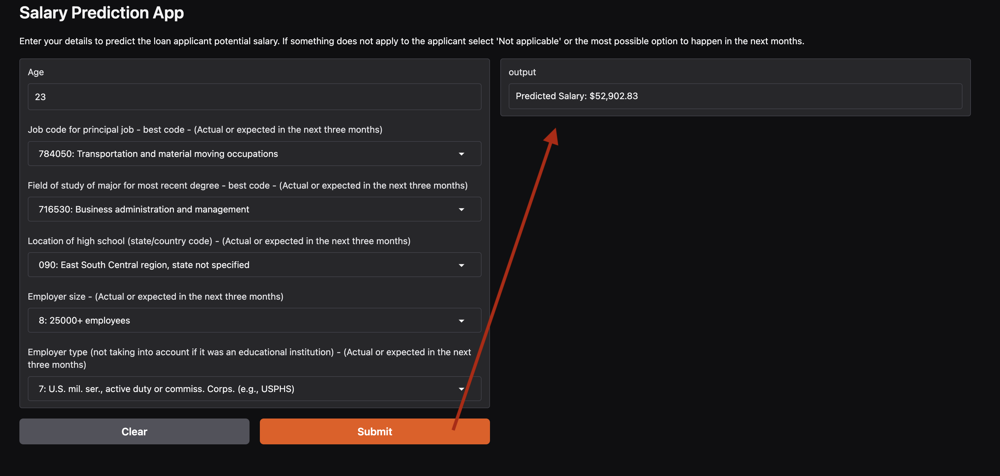 Salary Prediction App
Enter your details to predict the loan applicant potential salary. If something does not apply to the applicant select 'Not applicable' or the most possible option to happen in the next months.
Age
23
Job code for principal job - best code - (Actual or expected in the next three months)
784050: Transportation and material moving occupations
Field of study of major for most recent degree - best code - (Actual or expected in the next three months)
716530: Business administration and management
Location of high school (state/country code) - (Actual or expected in the next three months)
090: East South Central region, state not specified
Employer size - (Actual or expected in the next three months)
8: 25000+ employees
Employer type (not taking into account if it was an educational institution) - (Actual or expected in the next
three months)
7: U.S. mil. ser., active duty or commiss. Corps. (e.g., USPHS)
Clear
Submit
output
Predicted Salary: $52,902.83